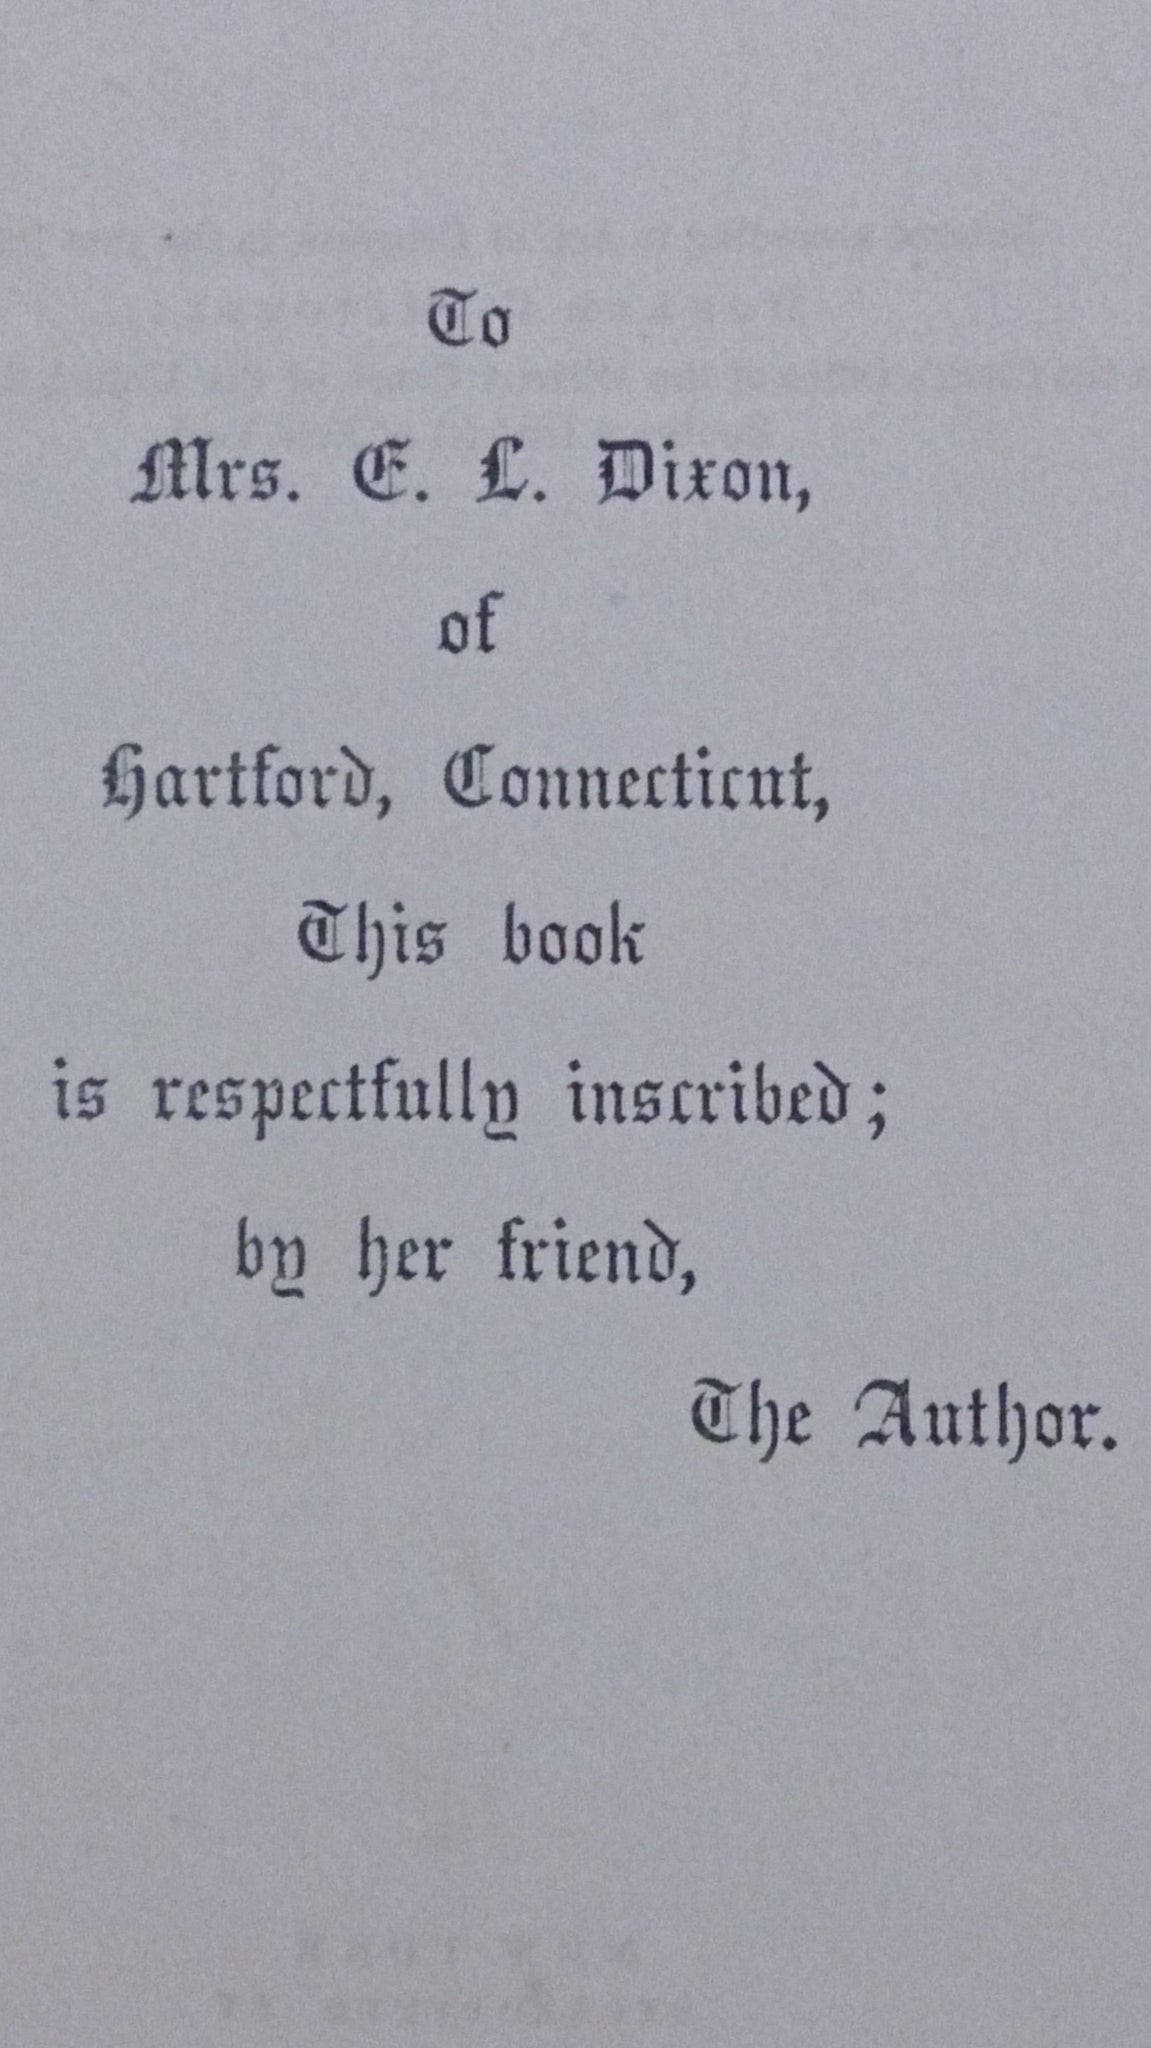 To
Mrs. E. L. Dixon,
of
Hartford, Connecticut,
This book
is respectfully inscribed;
by her friend,
The Author.